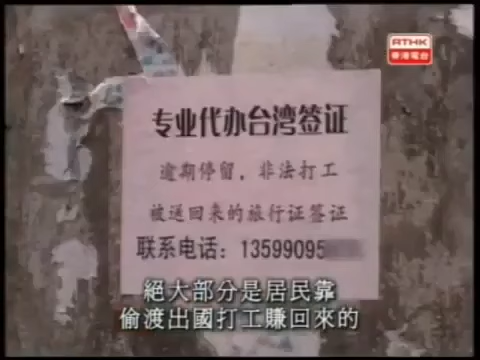 RTHK
香港電台
专业代办台湾签证
逾期停留，非法打工
被送回来的旅行证签证
联系电话：13599095
絕大部分是居民靠
偷渡出國打工賺回來的